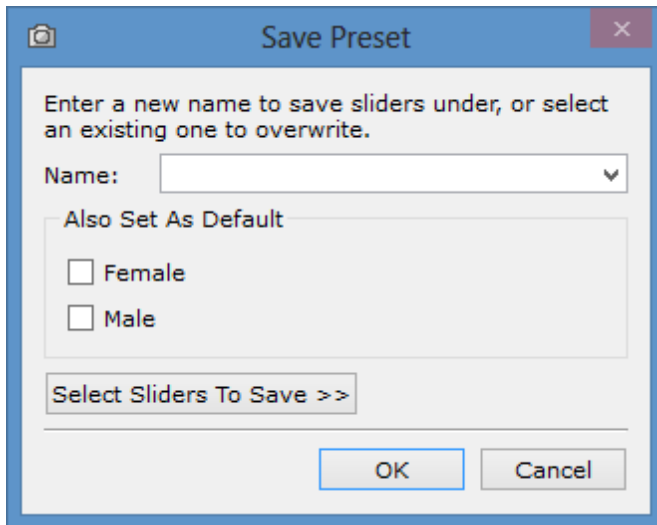 Save Preset
Enter a new name to save sliders under, or select
an existing one to overwrite.
Name:
Also Set As Default
Female
Male
Select Sliders To Save >>
OK
Cancel